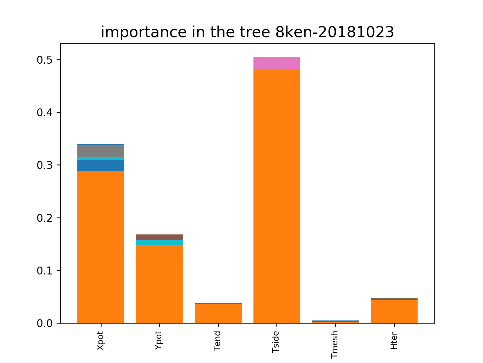 importance in the tree 8ken-20181023
0.5
0.4
0.3
0.2
0.1
0.0
Xpot
Ypot
Tend
Tside
Tmesh
Hter